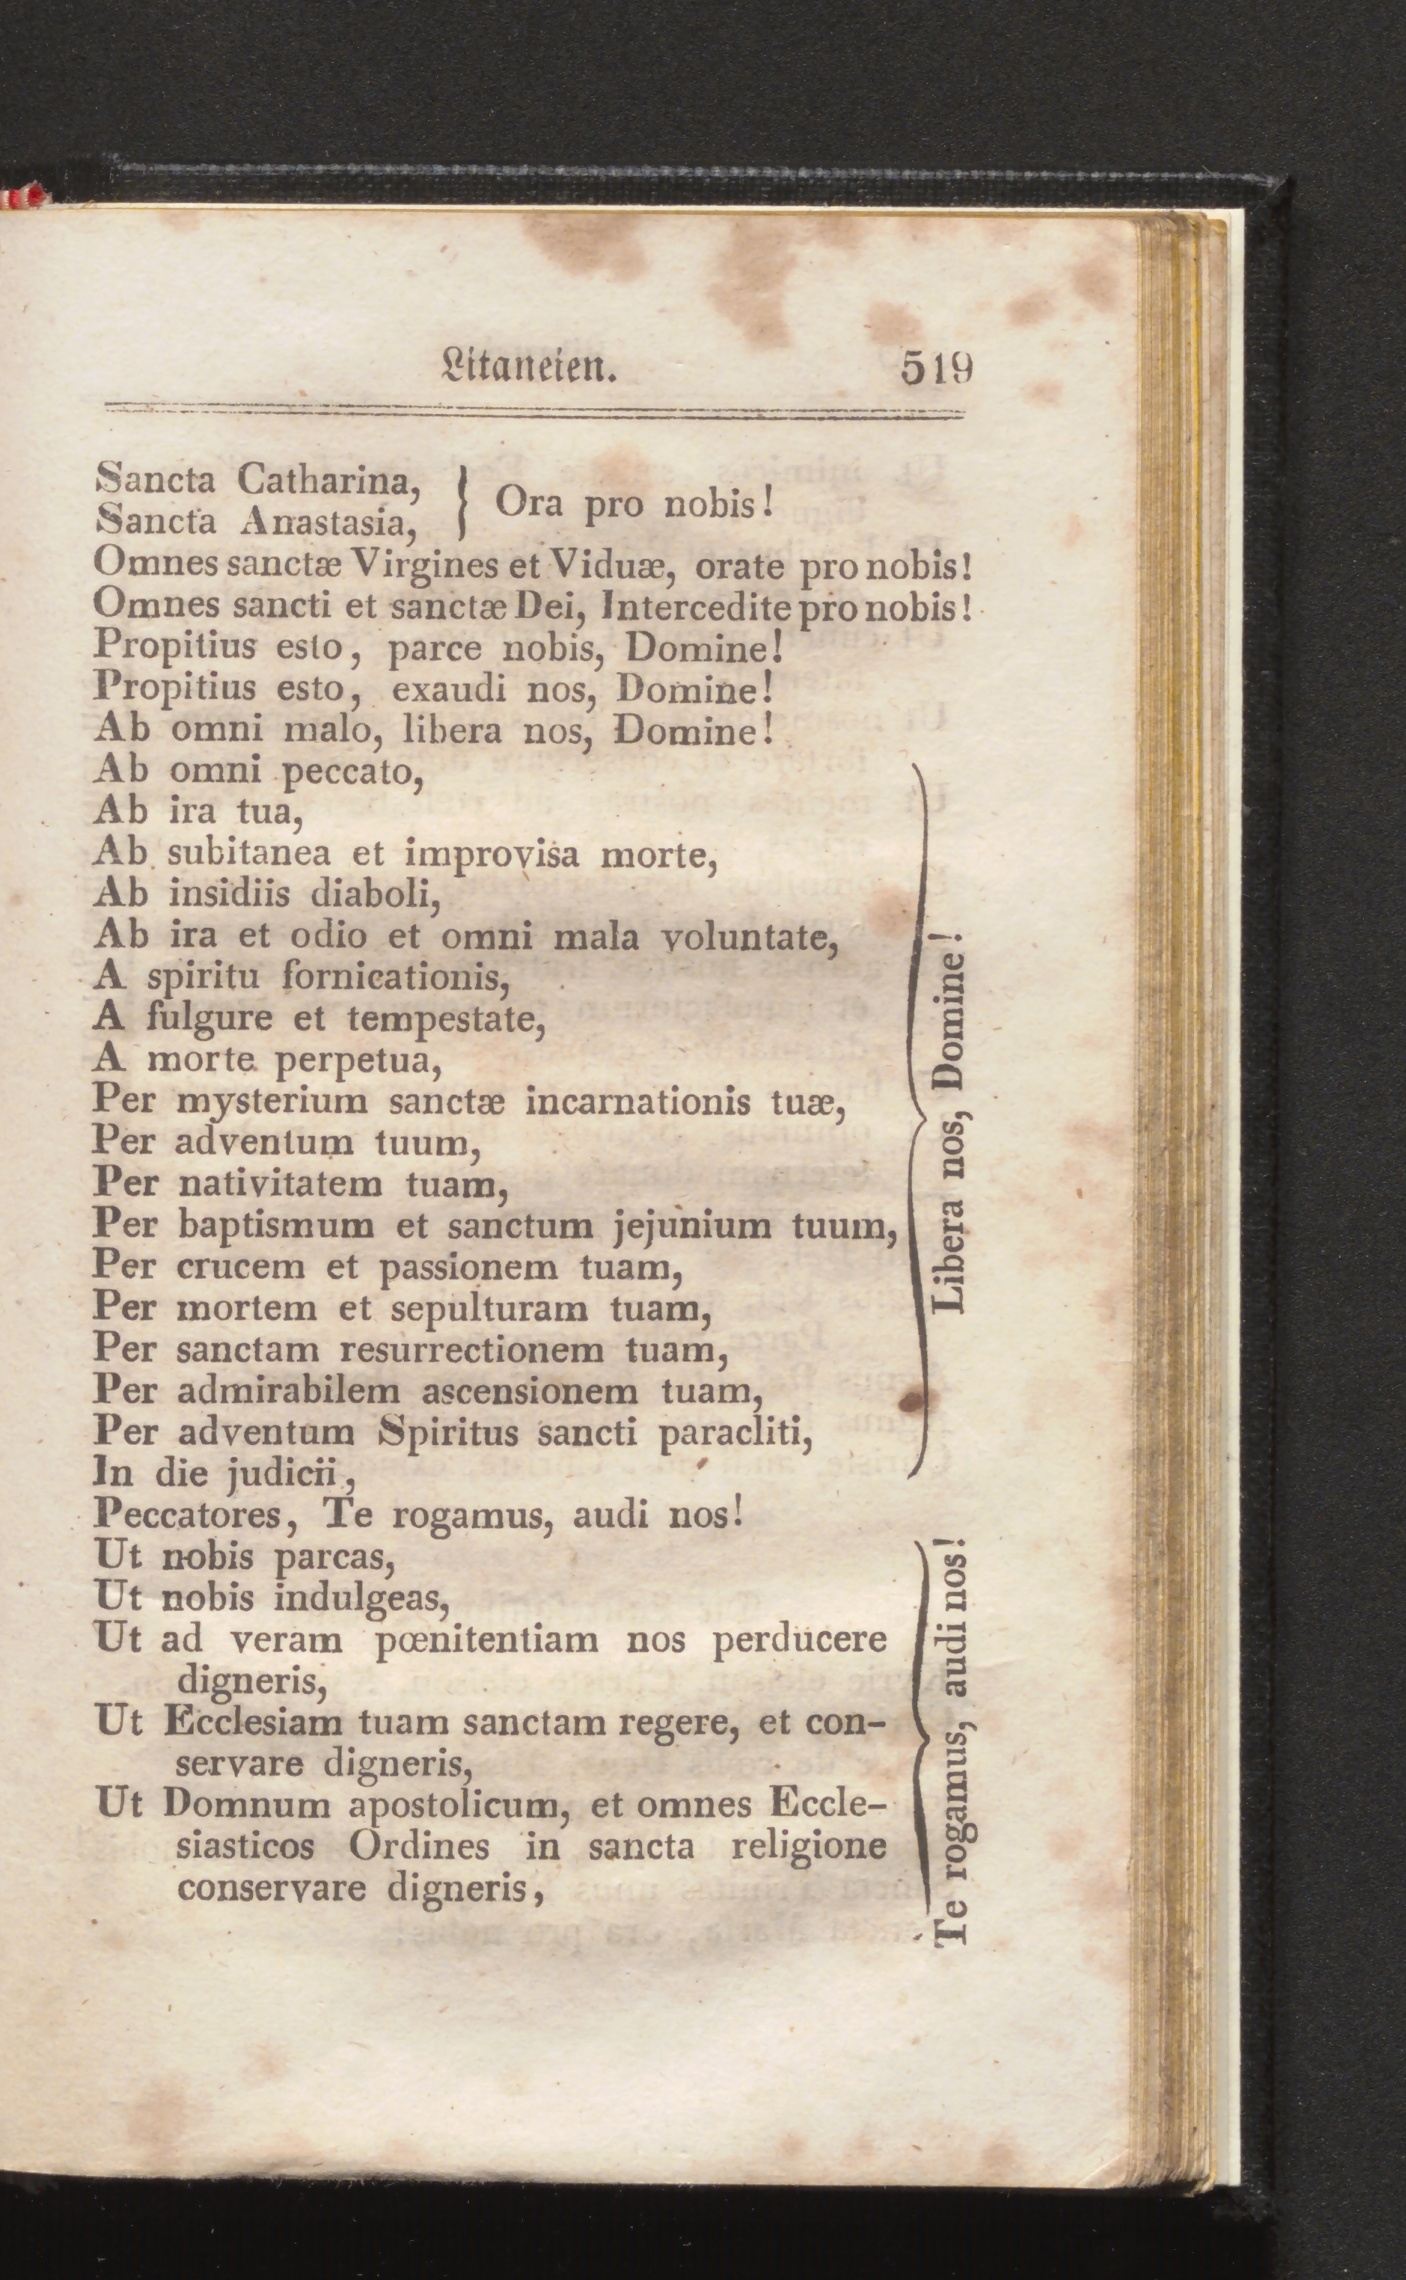 Litaneien. 519
Sancta Catharina,
Sancta Anastasia,
} Ora pro nobis!
Omnes sanctæ Virgines et Viduæ, orate pro nobis!
Omnes sancti et sanctæ Dei, Intercedite pro nobis!
Propitius esto, parce nobis, Domine!
Propitius esto, exaudi nos, Domine!
Ab omni malo, libera nos, Domine!
Ab omni peccato,
Ab ira tua,
Ab subitanea et improvisa morte,
Ab insidiis diaboli,
Ab ira et odio et omni mala voluntate,
A spiritu fornicationis,
A fulgure et tempestate,
A morte perpetua,
Per mysterium sanctæ incarnationis tuæ,
Per adventum tuum,
Per nativitatem tuam,
Per baptismum et sanctum jejunium tuum,
Per crucem et passionem tuam,
Per mortem et sepulturam tuam,
Per sanctam resurrectionem tuam,
Per admirabilem ascensionem tuam,
Per adventum Spiritus sancti paracliti,
In die judicii,
Libera nos, Domine!
Peccatores, Te rogamus, audi nos!
Ut nobis parcas,
Ut nobis indulgeas,
Ut ad veram pœnitentiam nos perducere
digneris,
Ut Ecclesiam tuam sanctam regere, et con-
servare digneris,
Ut Domnum apostolicum, et omnes Eccle-
siasticos Ordines in sancta religione
conservare digneris,
Te rogamus, audi nos!